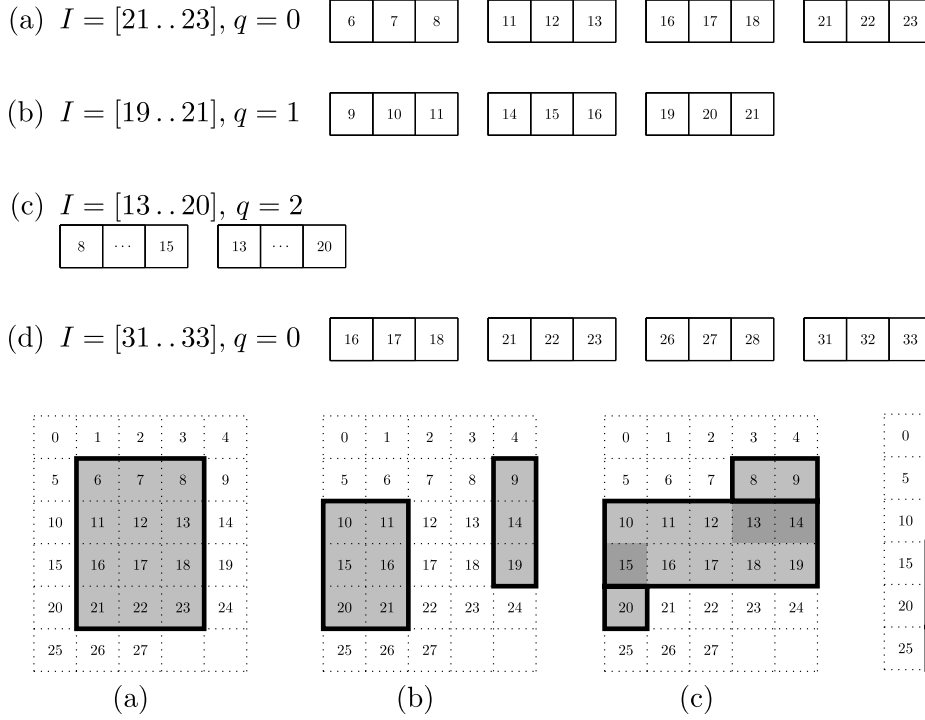 (a) I = [21 . . 23], q = 0 6 7 8 11 12 13 16 17 18 21 22 23
(b) I = [19 . . 21], q = 1 9 10 11 14 15 16 19 20 21
(c) I = [13 . . 20], q = 2
8 ··· 15 13 ··· 20
(d) I = [31 . . 33], q = 0 16 17 18 21 22 23 26 27 28 31 32 33
0 1 2 3 4 0 1 2 3 4 0 1 2 3 4 0
5 6 7 8 9 5 6 7 8 9 5 6 7 8 9 5
10 11 12 13 14 10 11 12 13 14 10 11 12 13 14 10
15 16 17 18 19 15 16 17 18 19 15 16 17 18 19 15
20 21 22 23 24 20 21 22 23 24 20 21 22 23 24 20
25 26 27 25 26 27 25 26 27 25
(a) (b) (c)